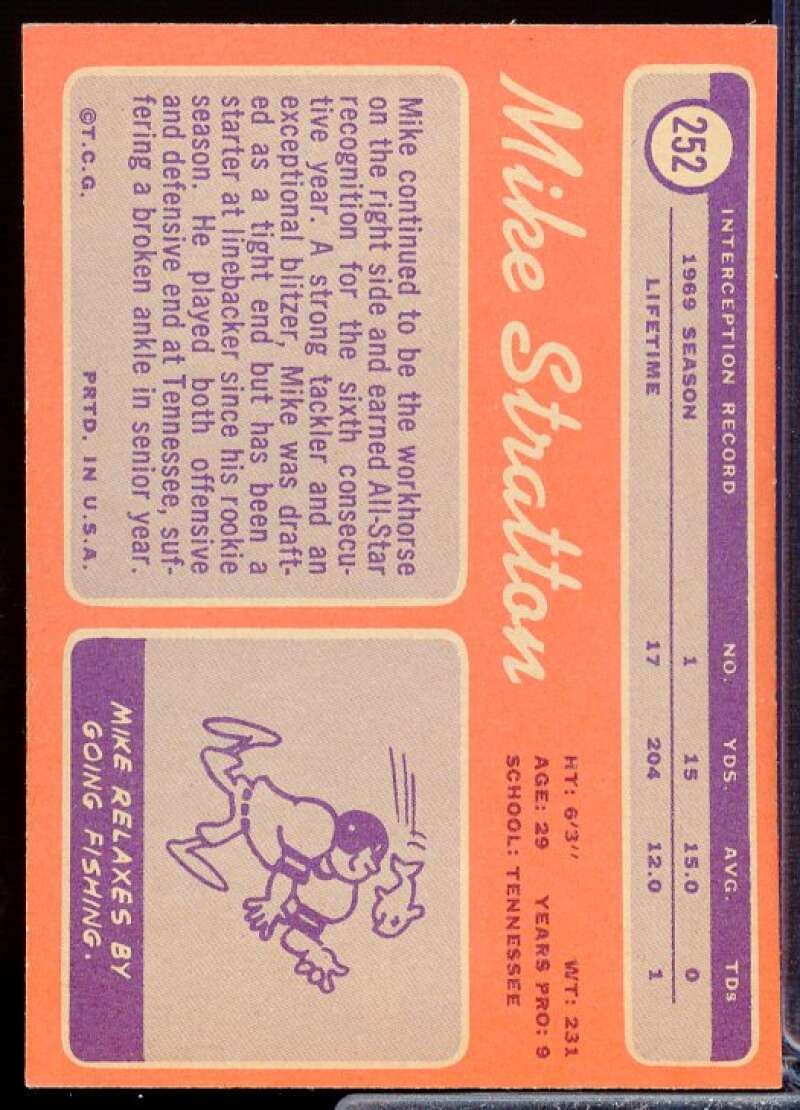 252
INTERCEPTION RECORD NO. YDS. AVG. TDs
1969 SEASON 1 15 15.0 0
LIFETIME 17 204 12.0 1
Mike Stratton
HT: 6'3" WT: 231
AGE: 29 YEARS PRO: 9
SCHOOL: TENNESSEE
Mike continued to be the workhorse
on the right side and earned All-Star
recognition for the sixth consecu-
tive year. A strong tackler and an
exceptional blitzer, Mike was draft-
ed as a tight end but has been a
starter at linebacker since his rookie
season. He played both offensive
and defensive end at Tennessee, suf-
fering a broken ankle in senior year.
©T.C.G. PRTD. IN U.S.A.
MIKE RELAXES BY
GOING FISHING.